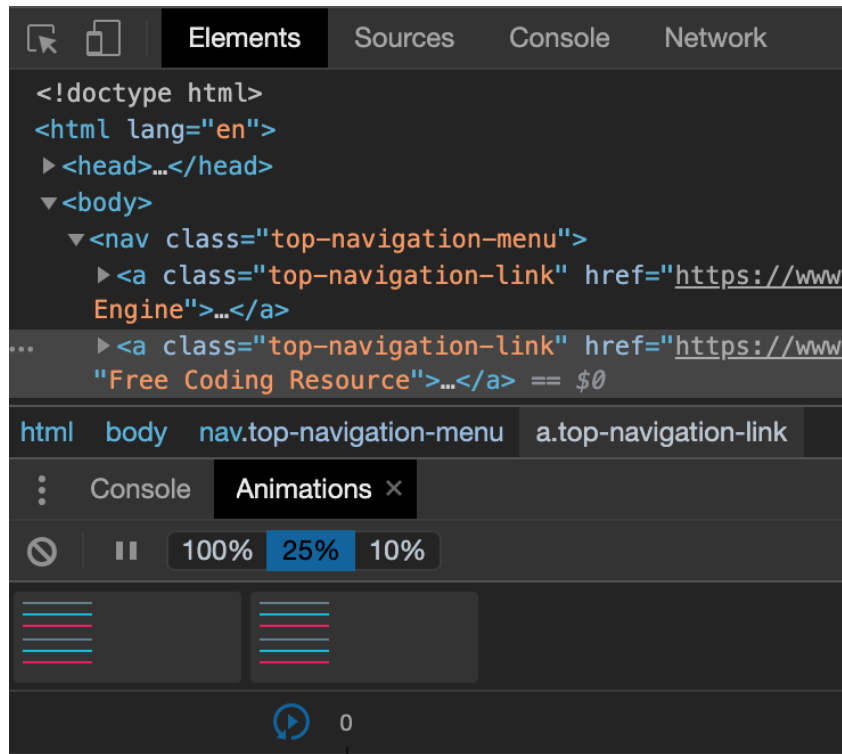 Elements Sources Console Network
<!doctype html>
<html lang="en">
<head>…</head>
<body>
<nav class="top-navigation-menu">
<a class="top-navigation-link" href="https://www
Engine">…</a>
<a class="top-navigation-link" href="https://www
"Free Coding Resource">…</a> == $0
html body nav.top-navigation-menu a.top-navigation-link
Console Animations ×
100% 25% 10%
0